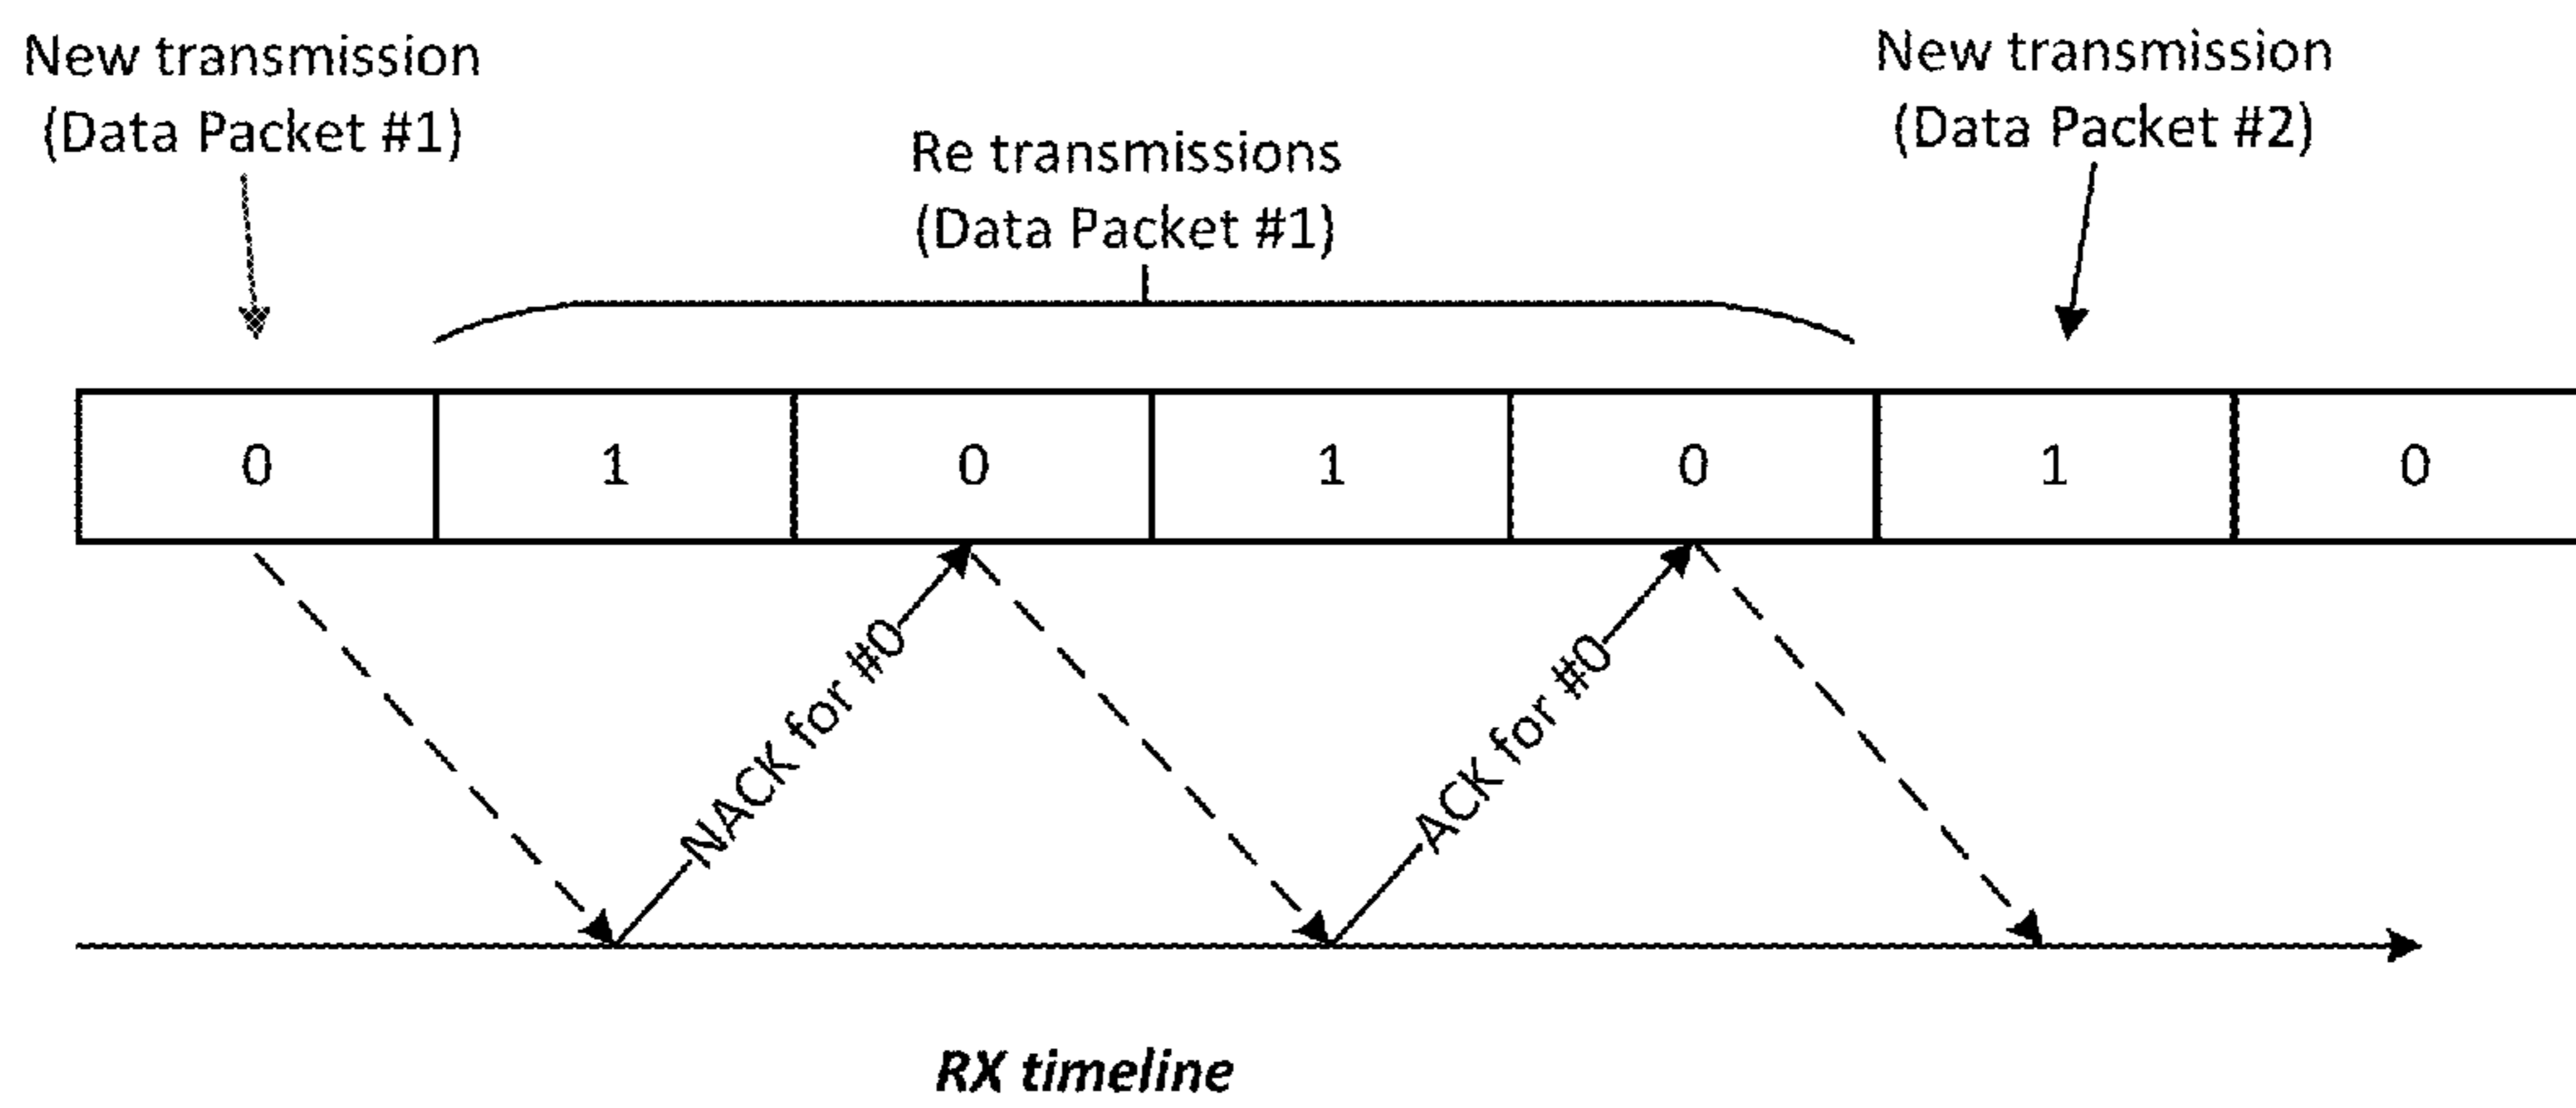 New transmission
(Data Packet #1)
Re transmissions
(Data Packet #1)
New transmission
(Data Packet #2)
0 1 0 1 0 1 0
NACK for #0
ACK for #0
RX timeline